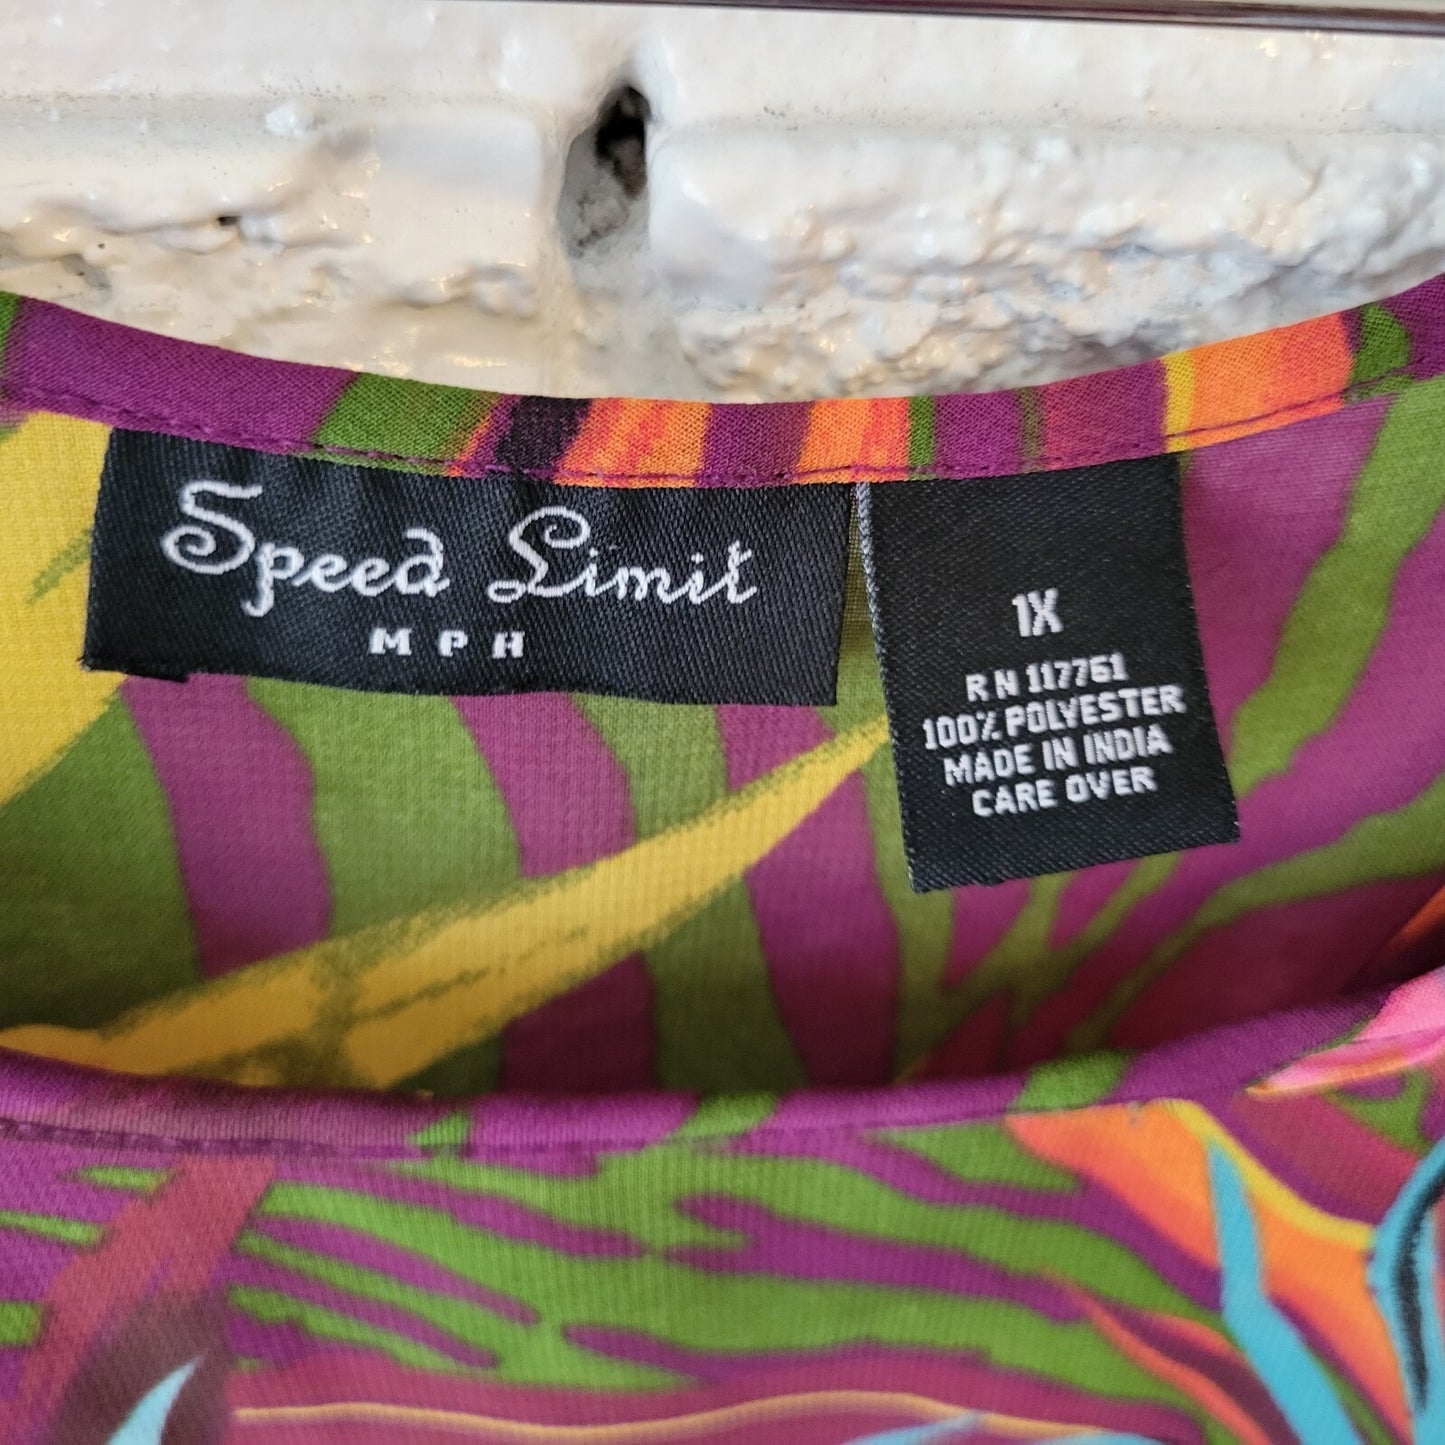 Speed Limit
MPH
1X
RN 117761
100% POLYESTER
MADE IN INDIA
CARE OVER